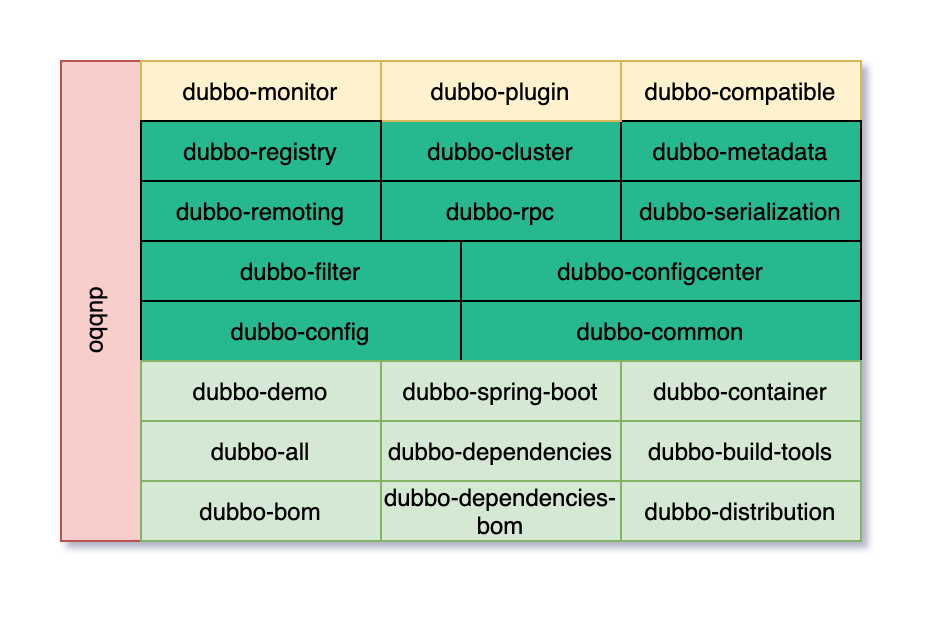 dubbo
dubbo-monitor
dubbo-plugin
dubbo-compatible
dubbo-registry
dubbo-cluster
dubbo-metadata
dubbo-remoting
dubbo-rpc
dubbo-serialization
dubbo-filter
dubbo-configcenter
dubbo-config
dubbo-common
dubbo-demo
dubbo-spring-boot
dubbo-container
dubbo-all
dubbo-dependencies
dubbo-build-tools
dubbo-bom
dubbo-dependencies-
bom
dubbo-distribution